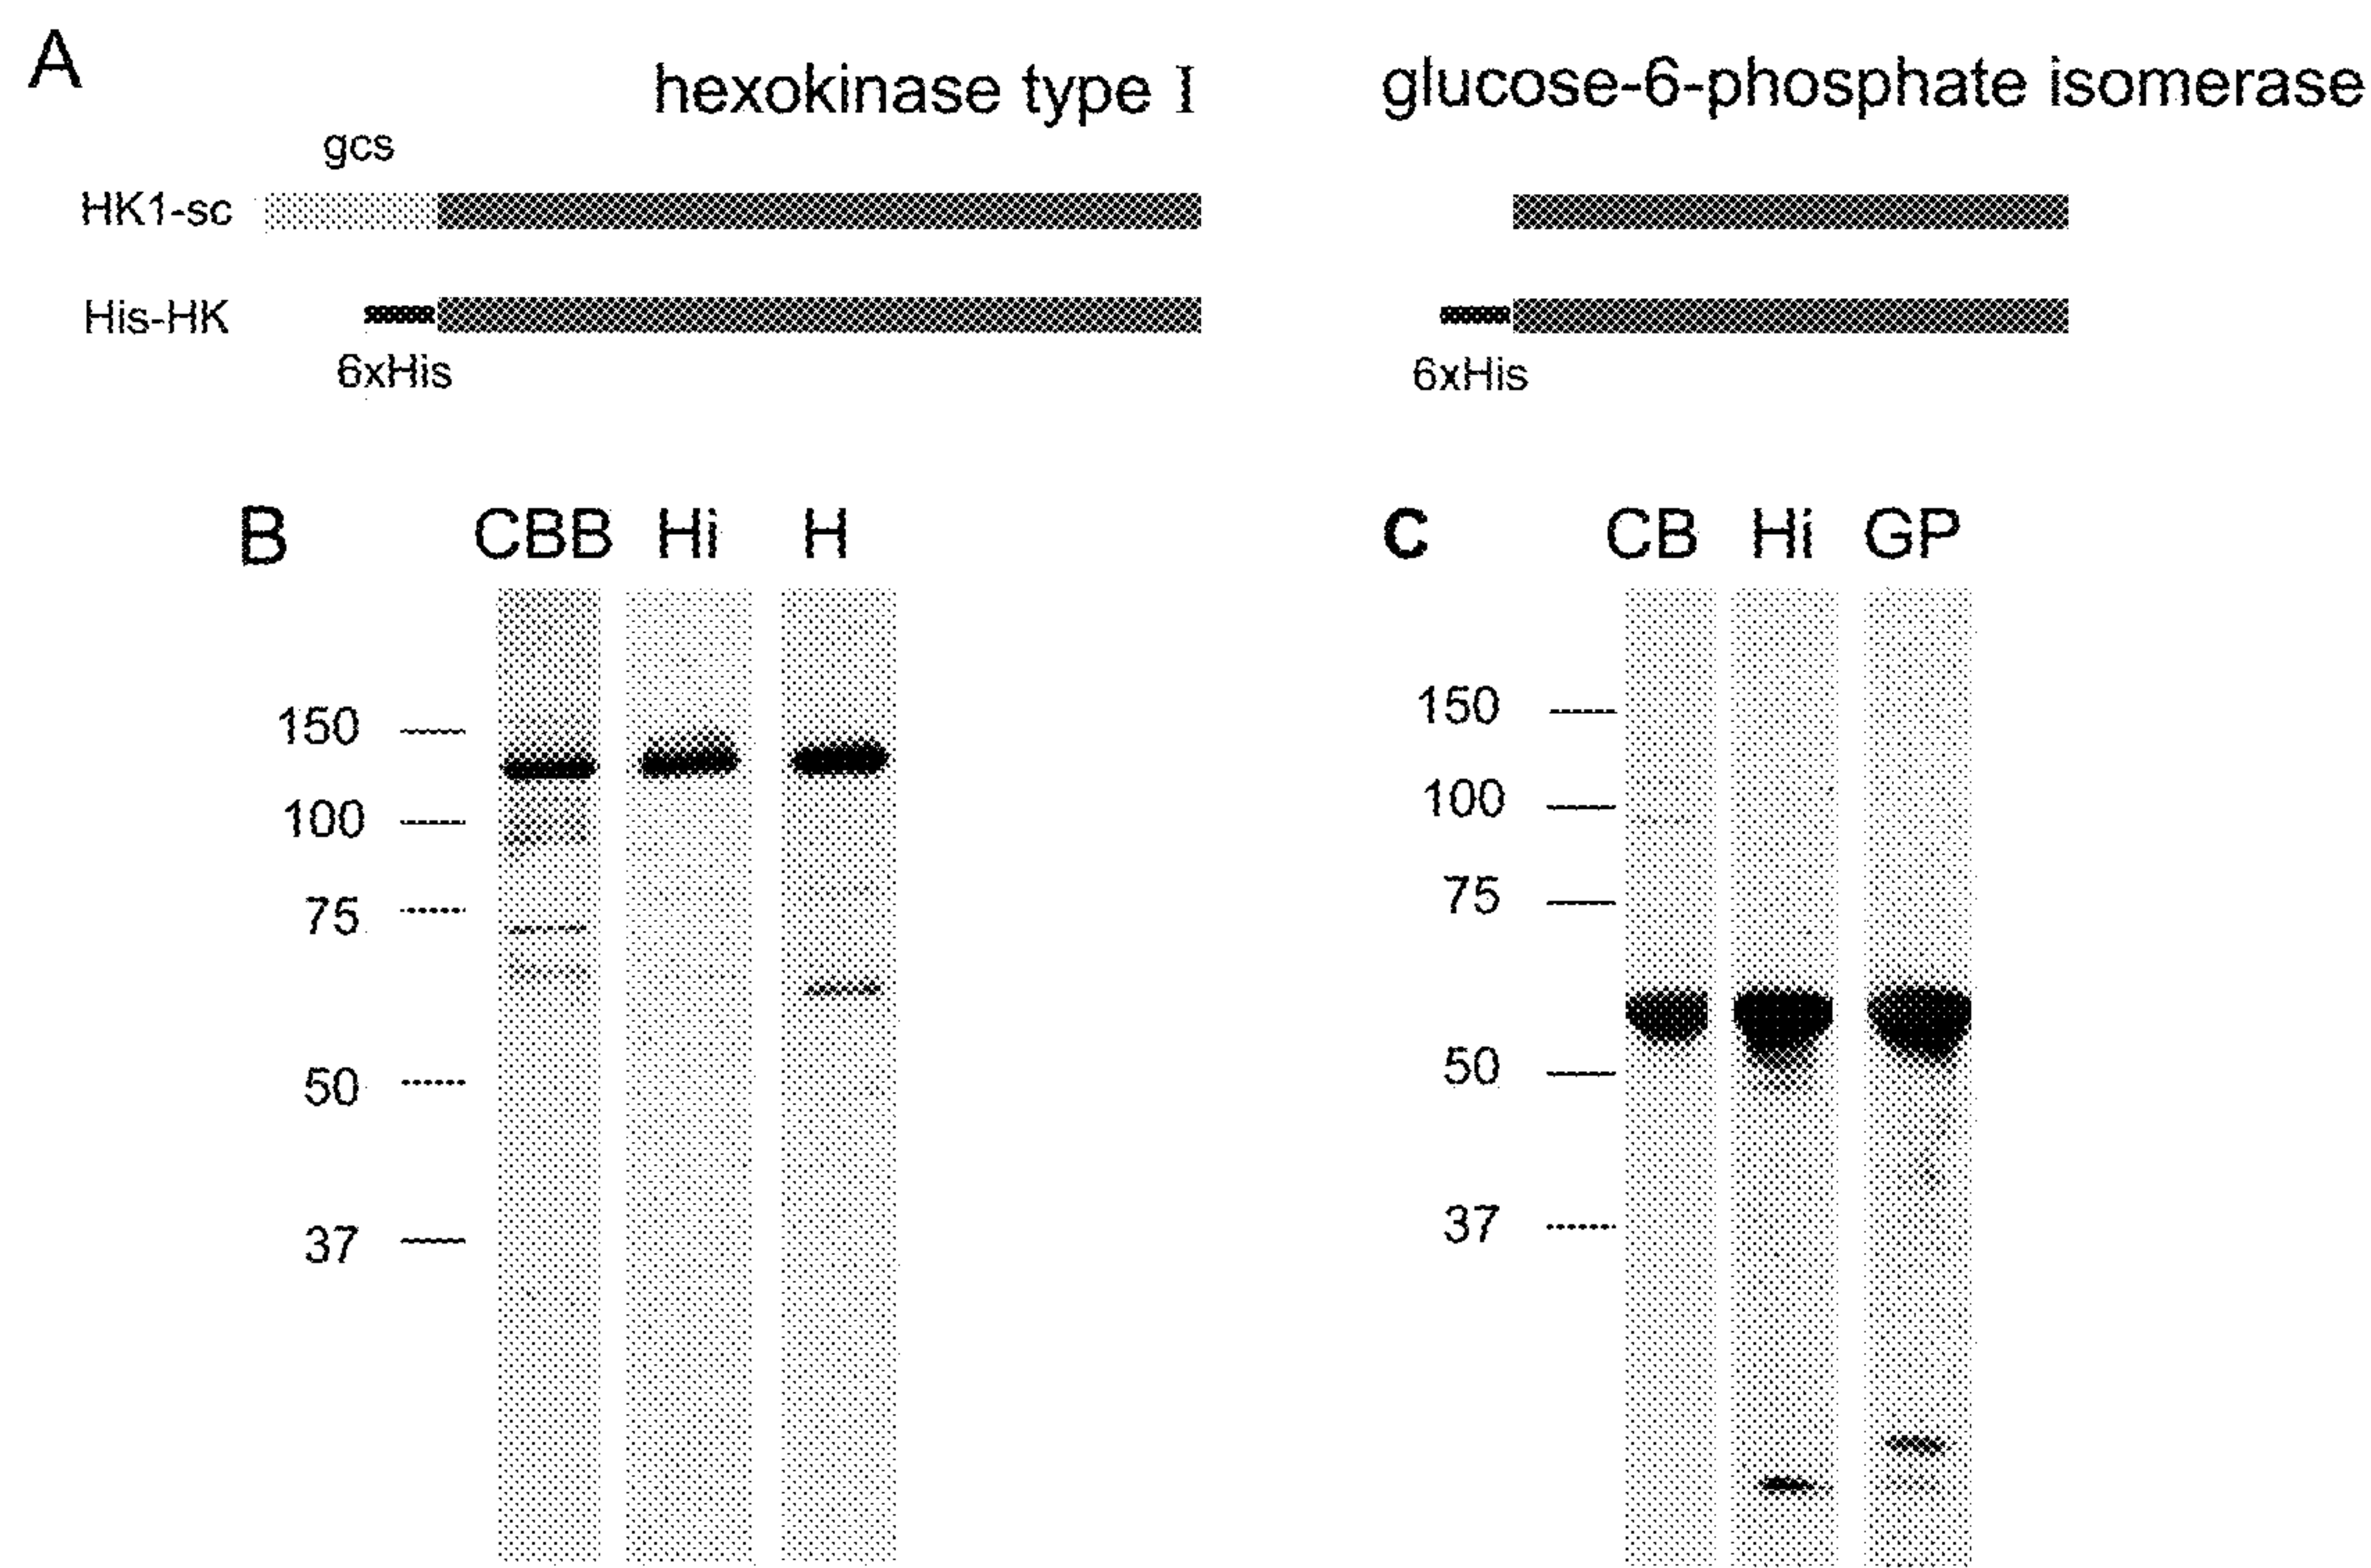 A
hexokinase type I
glucose-6-phosphate isomerase
gcs
HK1-sc
His-HK
6xHis
6xHis
B CBB Hi H
150
100
75
50
37
C CB Hi GP
150
100
75
50
37